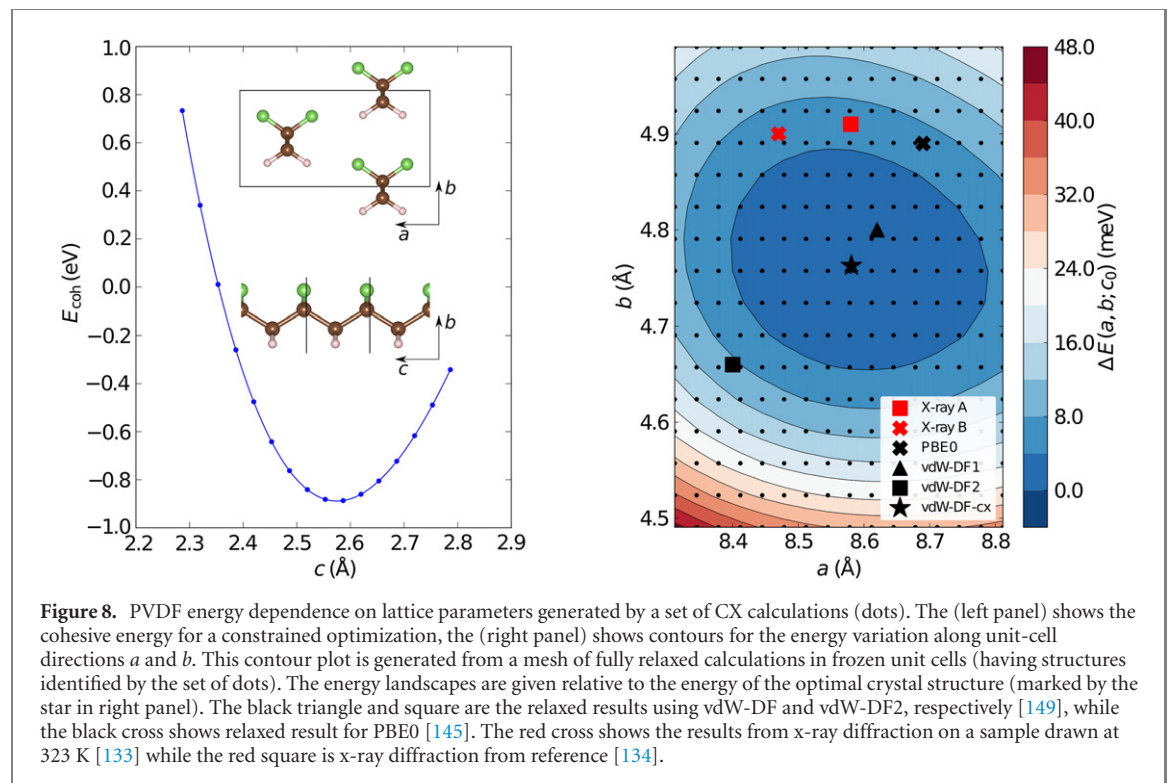 1.0
0.8
0.6
0.4
0.2
0.0
−0.2
−0.4
−0.6
−0.8
−1.0
E_coh (eV)
2.2 2.3 2.4 2.5 2.6 2.7 2.8 2.9
c (Å)
b
a
b
c
4.9
4.8
4.7
4.6
4.5
b (Å)
8.4 8.5 8.6 8.7 8.8
a (Å)
X-ray A
X-ray B
PBE0
vdW-DF1
vdW-DF2
vdW-DF-cx
48.0
40.0
32.0
24.0
16.0
8.0
0.0
ΔE (a, b; c₀) (meV)
Figure 8. PVDF energy dependence on lattice parameters generated by a set of CX calculations (dots). The (left panel) shows the
cohesive energy for a constrained optimization, the (right panel) shows contours for the energy variation along unit-cell
directions a and b. This contour plot is generated from a mesh of fully relaxed calculations in frozen unit cells (having structures
identified by the set of dots). The energy landscapes are given relative to the energy of the optimal crystal structure (marked by the
star in right panel). The black triangle and square are the relaxed results using vdW-DF and vdW-DF2, respectively [149], while
the black cross shows relaxed result for PBE0 [145]. The red cross shows the results from x-ray diffraction on a sample drawn at
323 K [133] while the red square is x-ray diffraction from reference [134].